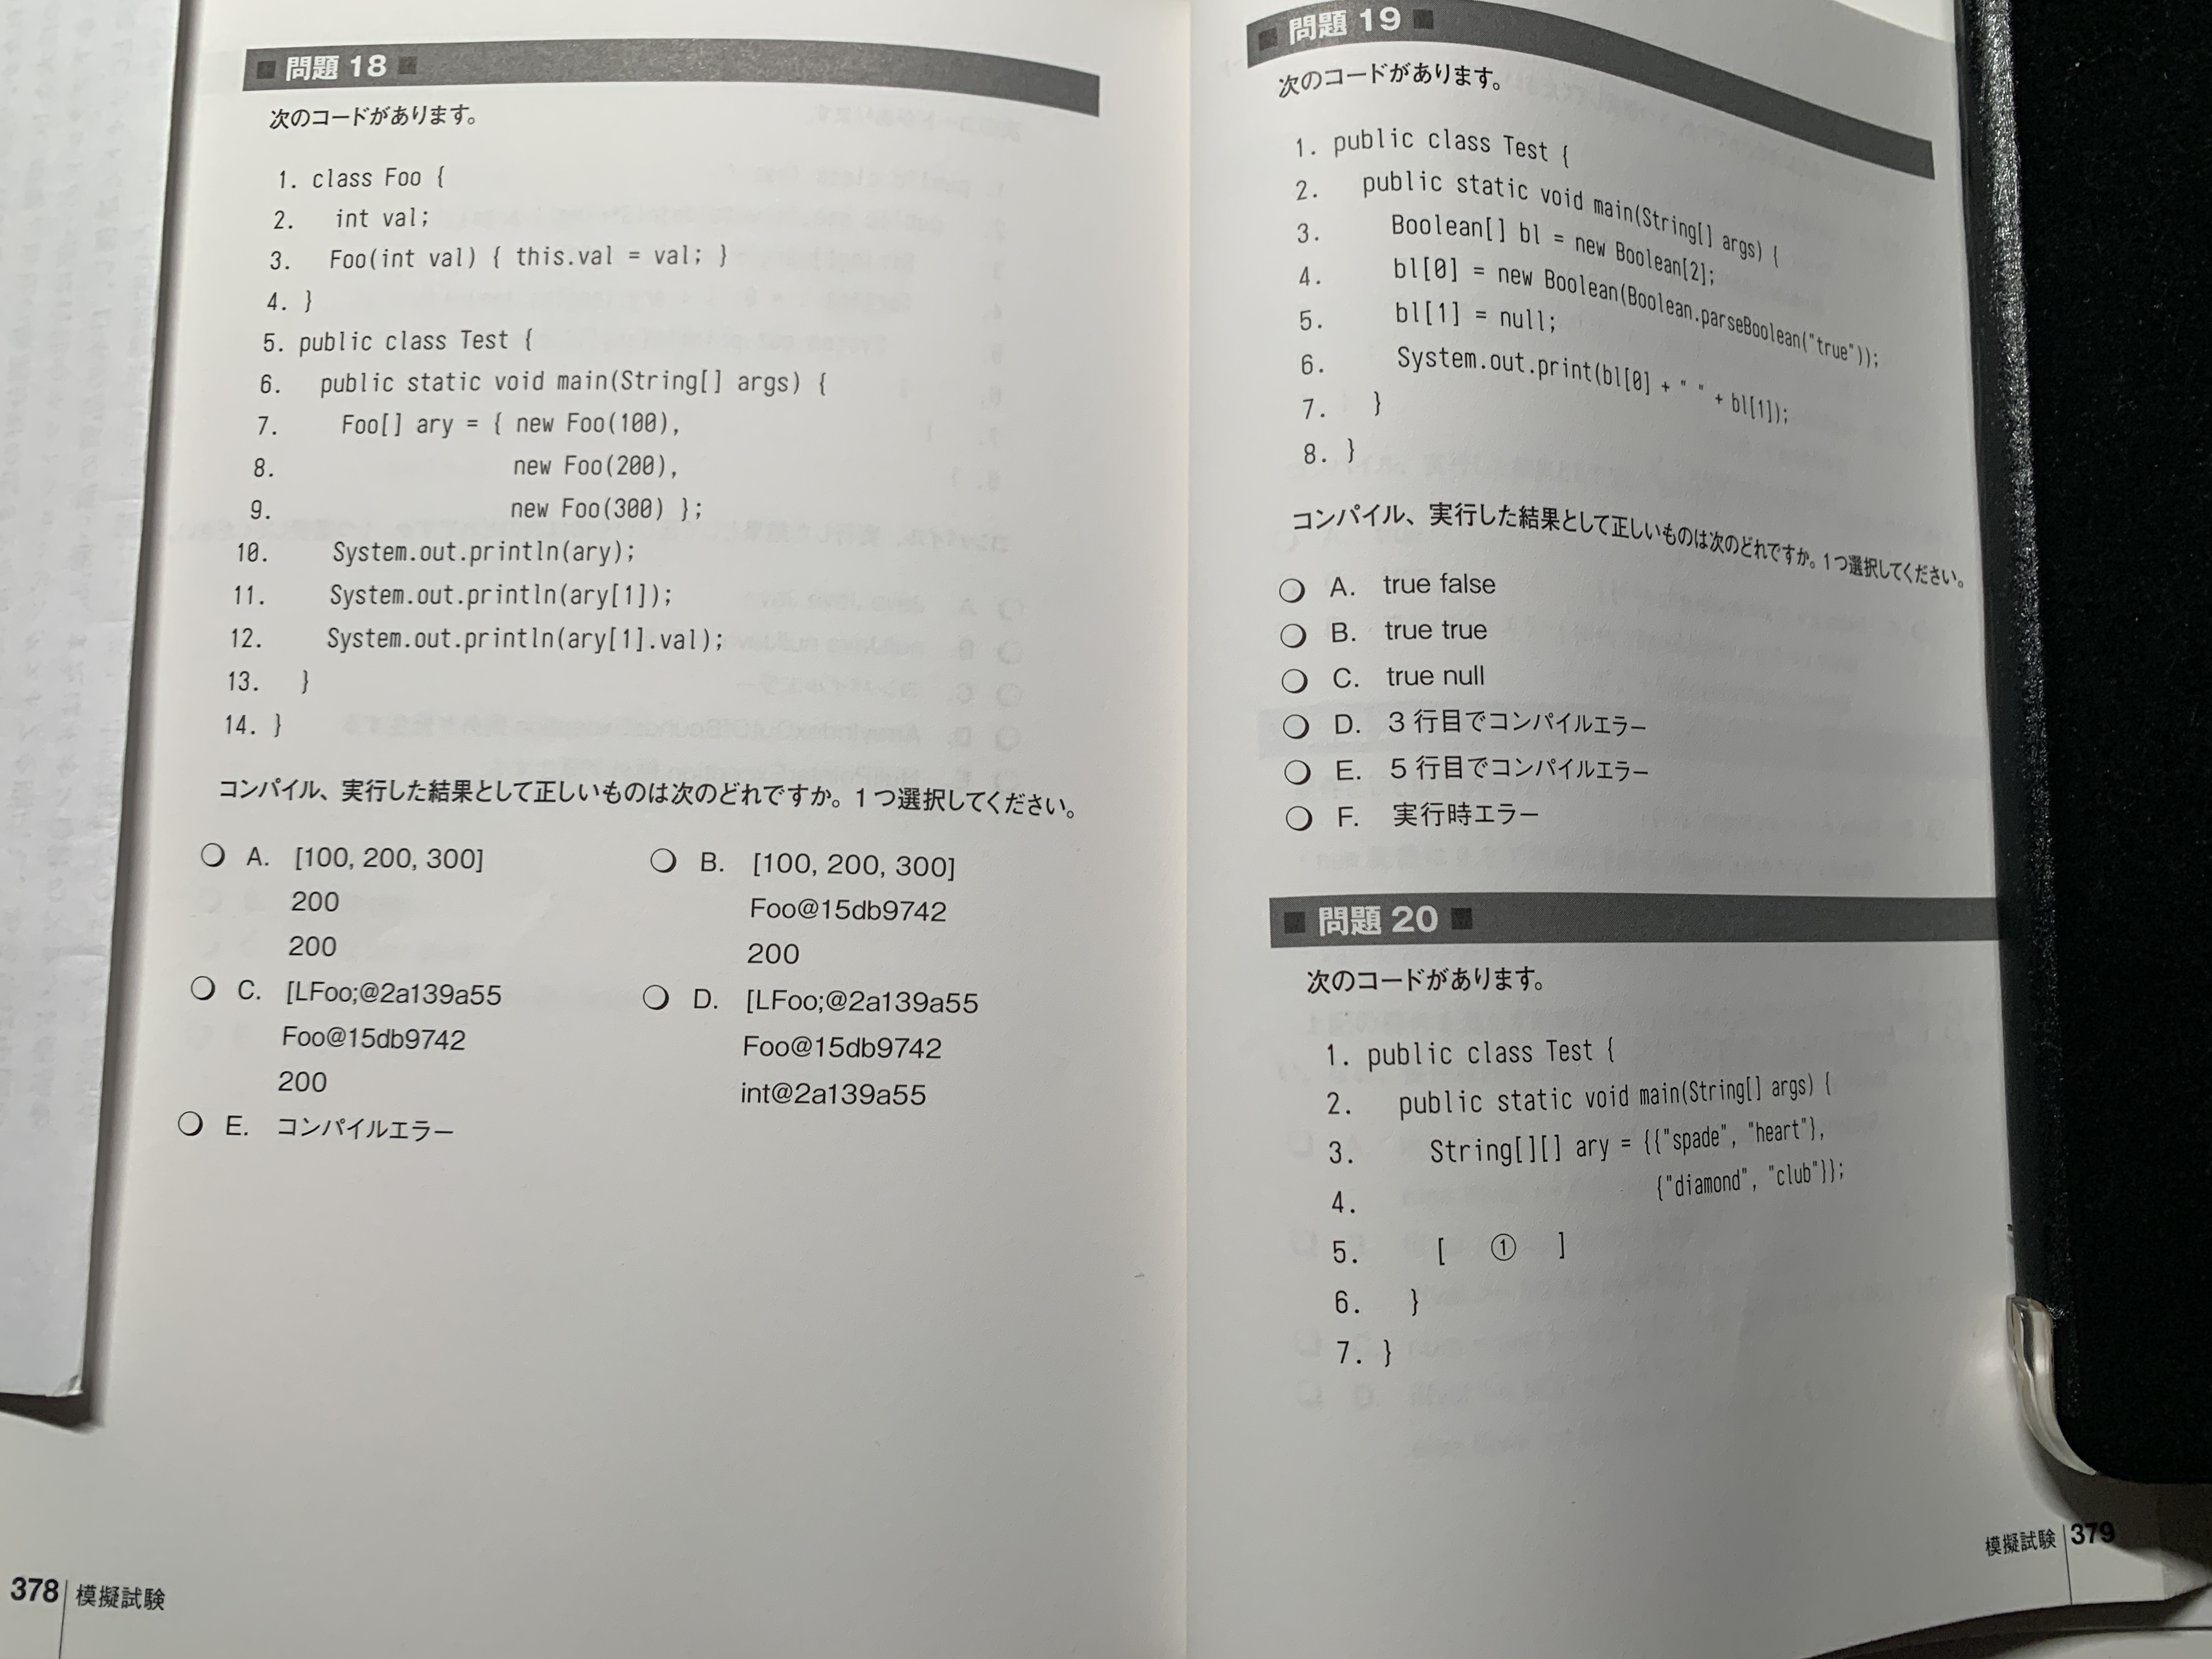 ■ 問題 18 ■
次のコードがあります。
1. class Foo {
2.   int val;
3.   Foo(int val) { this.val = val; }
4. }
5. public class Test {
6.   public static void main(String[] args) {
7.     Foo[] ary = { new Foo(100),
8.                   new Foo(200),
9.                   new Foo(300) };
10.     System.out.println(ary);
11.     System.out.println(ary[1]);
12.     System.out.println(ary[1].val);
13.   }
14. }
コンパイル、実行した結果として正しいものは次のどれですか。1つ選択してください。
○ A. [100, 200, 300]
200
200
○ B. [100, 200, 300]
Foo@15db9742
200
○ C. [LFoo;@2a139a55
Foo@15db9742
200
○ D. [LFoo;@2a139a55
Foo@15db9742
int@2a139a55
○ E. コンパイルエラー
378 模擬試験
■ 問題 19 ■
次のコードがあります。
1. public class Test {
2.   public static void main(String[] args) {
3.     Boolean[] bl = new Boolean[2];
4.     bl[0] = new Boolean(Boolean.parseBoolean("true"));
5.     bl[1] = null;
6.     System.out.print(bl[0] + " " + bl[1]);
7.   }
8. }
コンパイル、実行した結果として正しいものは次のどれですか。1つ選択してください。
○ A. true false
○ B. true true
○ C. true null
○ D. 3 行目でコンパイルエラー
○ E. 5 行目でコンパイルエラー
○ F. 実行時エラー
■ 問題 20 ■
次のコードがあります。
1. public class Test {
2.   public static void main(String[] args) {
3.     String[][] ary = {{"spade", "heart"},
4.                       {"diamond", "club"}};
5.     [   ①   ]
6.   }
7. }
模擬試験 379